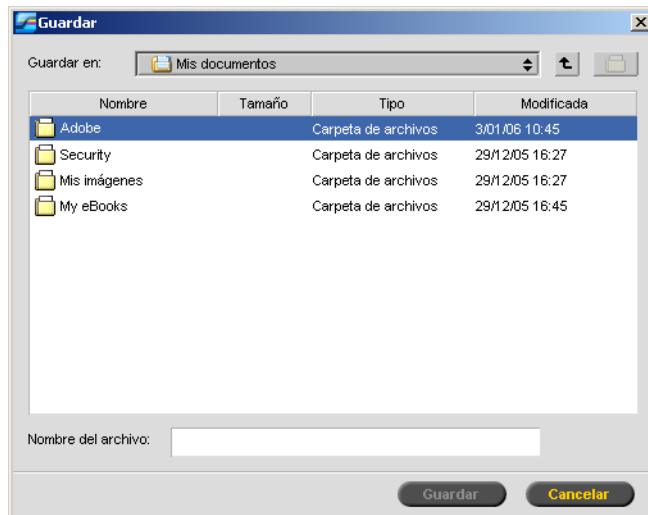 Guardar
Guardar en: Mis documentos
Nombre Tamaño Tipo Modificada
Adobe Carpeta de archivos 3/01/06 10:45
Security Carpeta de archivos 29/12/05 16:27
Mis imágenes Carpeta de archivos 29/12/05 16:27
My eBooks Carpeta de archivos 29/12/05 16:45
Nombre del archivo:
Guardar Cancelar